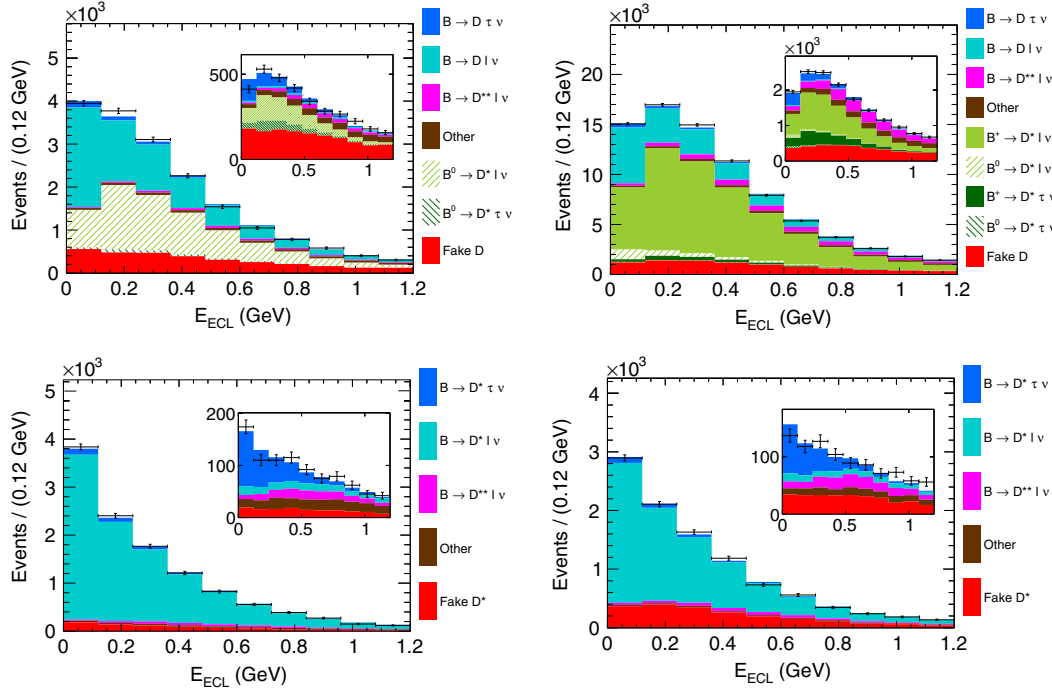 ×10³
Events / (0.12 GeV)
5
4
3
2
1
0
0 0.2 0.4 0.6 0.8 1 1.2
E_ECL (GeV)
500
0
0 0.5 1
B → D τ ν
B → D l ν
B → D** l ν
Other
B⁰ → D* l ν
B⁰ → D* τ ν
Fake D
×10³
Events / (0.12 GeV)
20
15
10
5
0
0 0.2 0.4 0.6 0.8 1 1.2
E_ECL (GeV)
×10³
2
1
0
0.5 1
B → D τ ν
B → D l ν
B → D** l ν
Other
B⁺ → D* l ν
B⁰ → D* l ν
B⁺ → D* τ ν
B⁰ → D* τ ν
Fake D
×10³
Events / (0.12 GeV)
5
4
3
2
1
0
0 0.2 0.4 0.6 0.8 1 1.2
E_ECL (GeV)
200
100
0
0 0.5 1
B → D* τ ν
B → D* l ν
B → D** l ν
Other
Fake D*
×10³
Events / (0.12 GeV)
4
3
2
1
0
0 0.2 0.4 0.6 0.8 1 1.2
E_ECL (GeV)
100
0
0 0.5 1
B → D* τ ν
B → D* l ν
B → D** l ν
Other
Fake D*